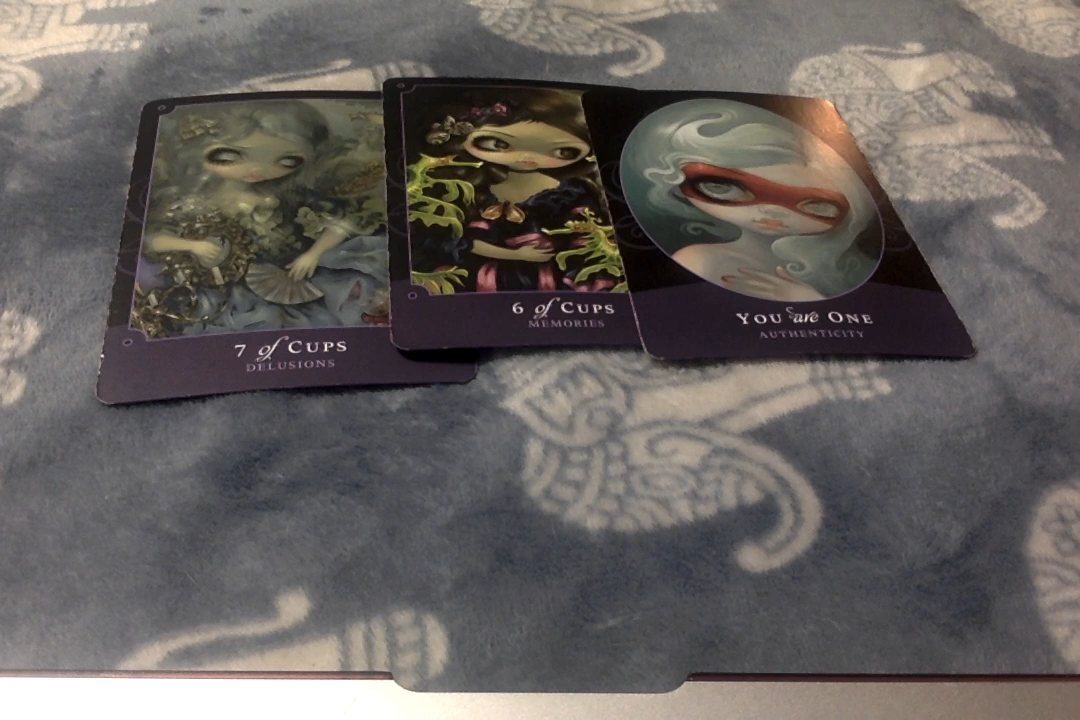 7 of Cups
Delusions
6 of Cups
Memories
You are One
Authenticity